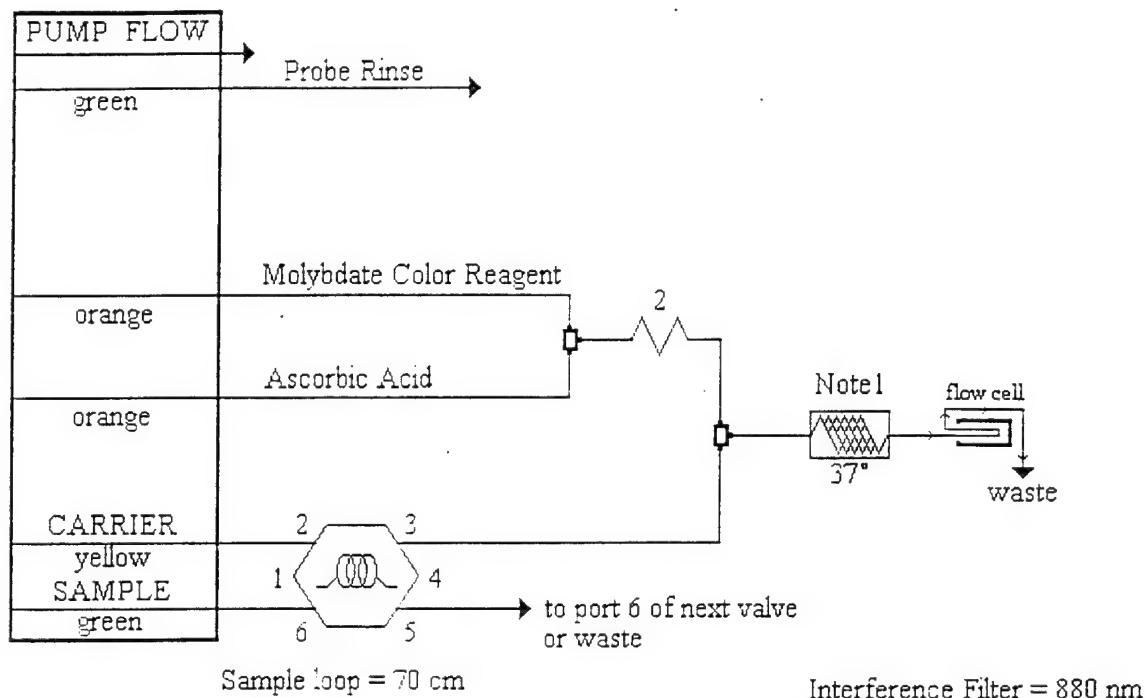 PUMP FLOW
Probe Rinse
green
Molybdate Color Reagent
orange
2
Ascorbic Acid
orange
Note1
flow cell
37°
waste
CARRIER
yellow
2
3
1
4
SAMPLE
green
6
5
to port 6 of next valve
or waste
Sample loop = 70 cm
Interference Filter = 880 nm